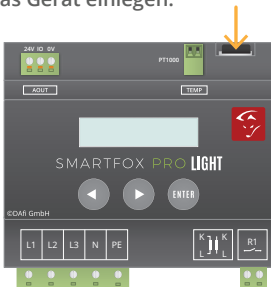 as Gerät einlegen.
24V IO 0V
PT1000
AOUT
TEMP
SMARTFOX PRO LIGHT
ENTER
©DAfi GmbH
L1 L2 L3 N PE
K K
L L
R1